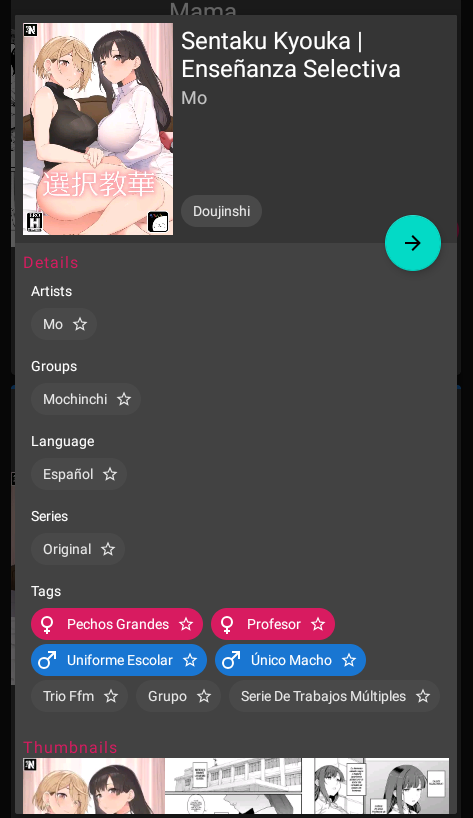 Mama
Sentaku Kyouka |
Enseñanza Selectiva
Mo
選択教華
Doujinshi
Details
Artists
Mo
Groups
Mochinchi
Language
Español
Series
Original
Tags
Pechos Grandes
Profesor
Uniforme Escolar
Único Macho
Trio Ffm
Grupo
Serie De Trabajos Múltiples
Thumbnails